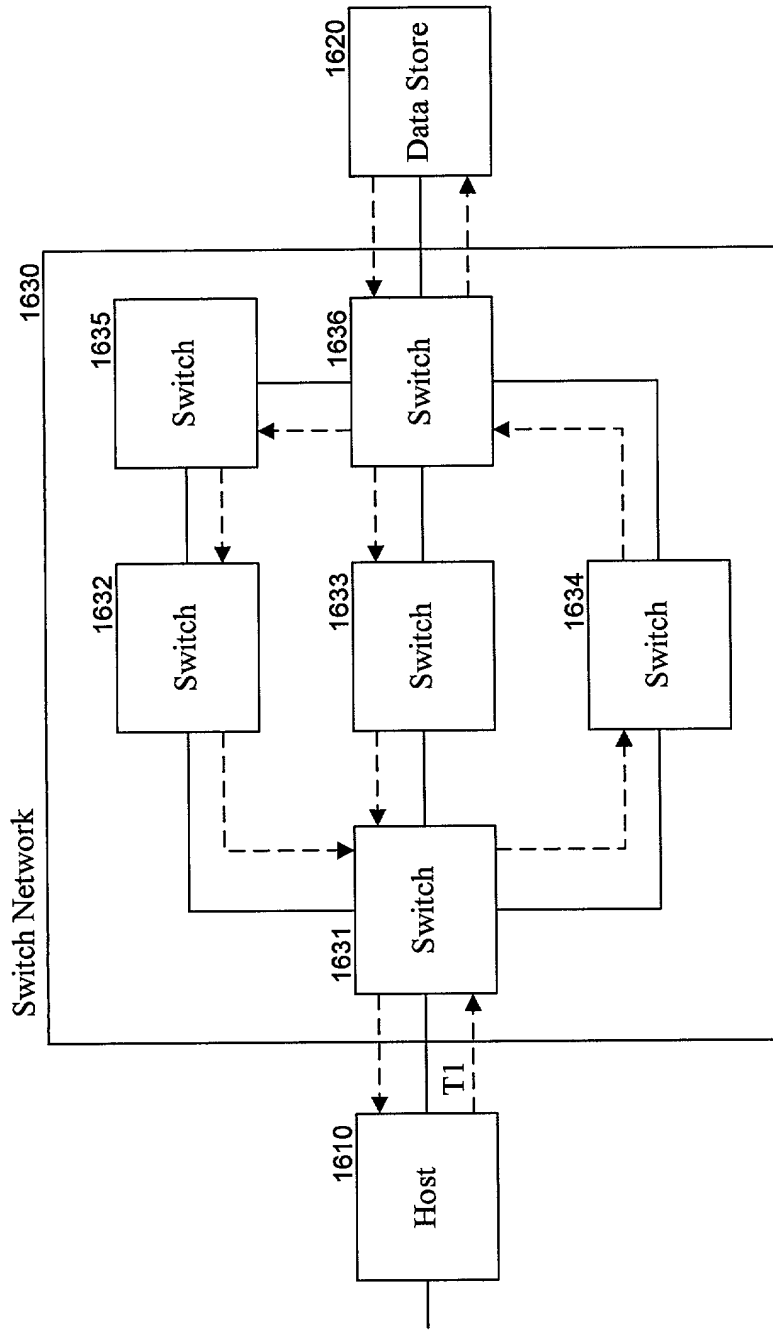 Switch Network
1630
1635
Switch
1632
Switch
1620
Data Store
1636
Switch
1633
Switch
1631
Switch
1610
Host
T1
1634
Switch